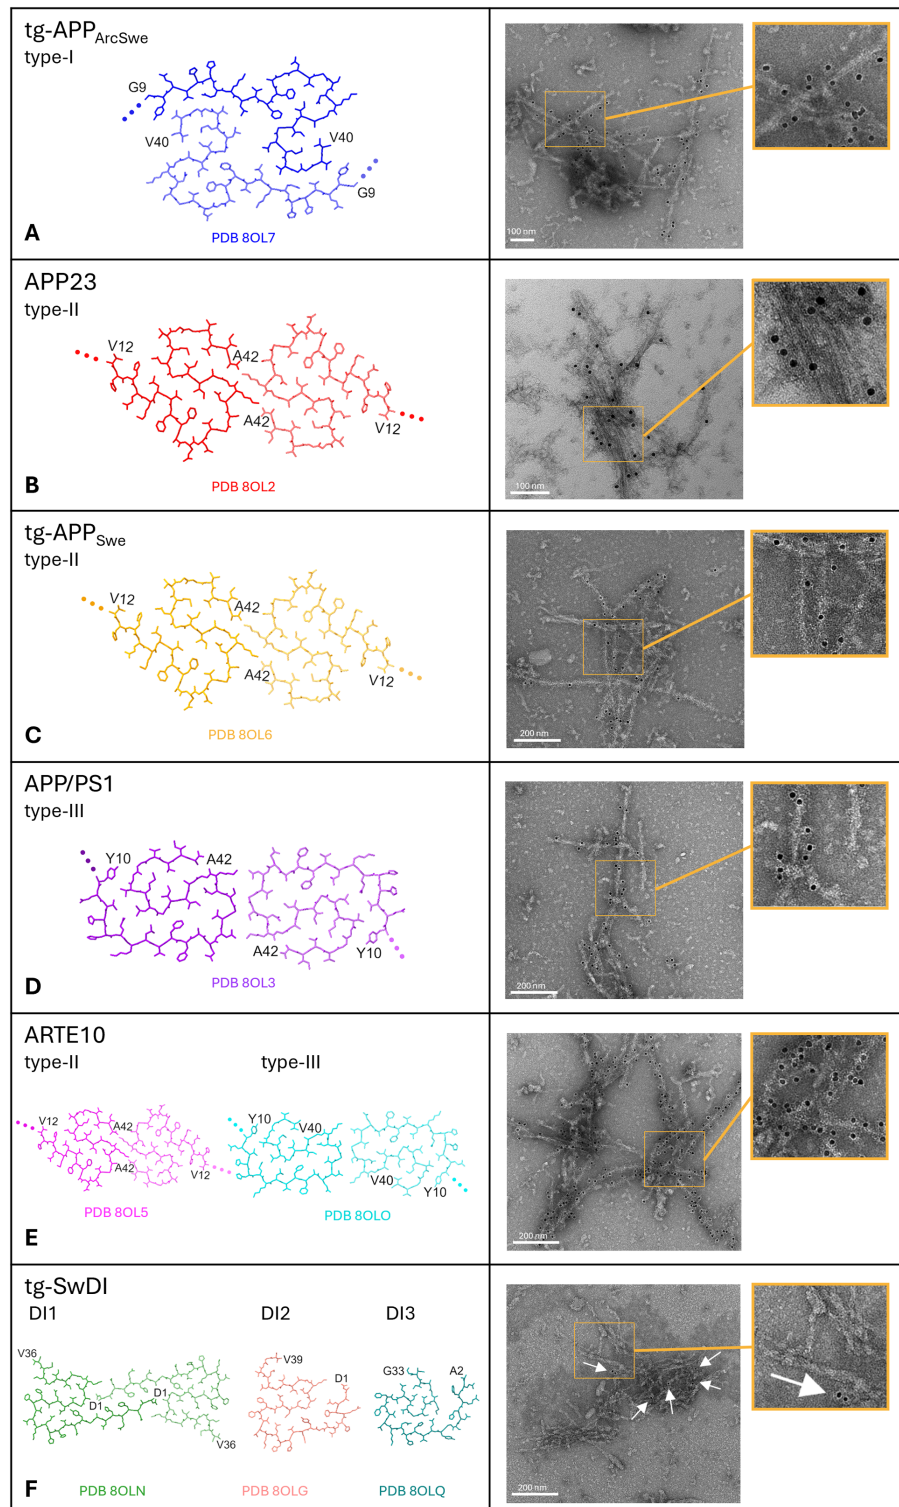 tg-APPArcSwe
type-I
G9
V40
V40
G9
A
PDB 8OL7
100 nm
APP23
type-II
V12
A42
A42
V12
B
PDB 8OL2
100 nm
tg-APPSwe
type-II
V12
A42
A42
V12
C
PDB 8OL6
200 nm
APP/PS1
type-III
Y10
A42
A42
Y10
D
PDB 8OL3
200 nm
ARTE10
type-II type-III
V12
A42
A42
V12
Y10
V40
V40
Y10
PDB 8OL5
PDB 8OLO
E
200 nm
tg-SwDI
DI1 DI2 DI3
V36
D1
D1
V36
V39
D1
G33
A2
F
PDB 8OLN
PDB 8OLG
PDB 8OLQ
200 nm